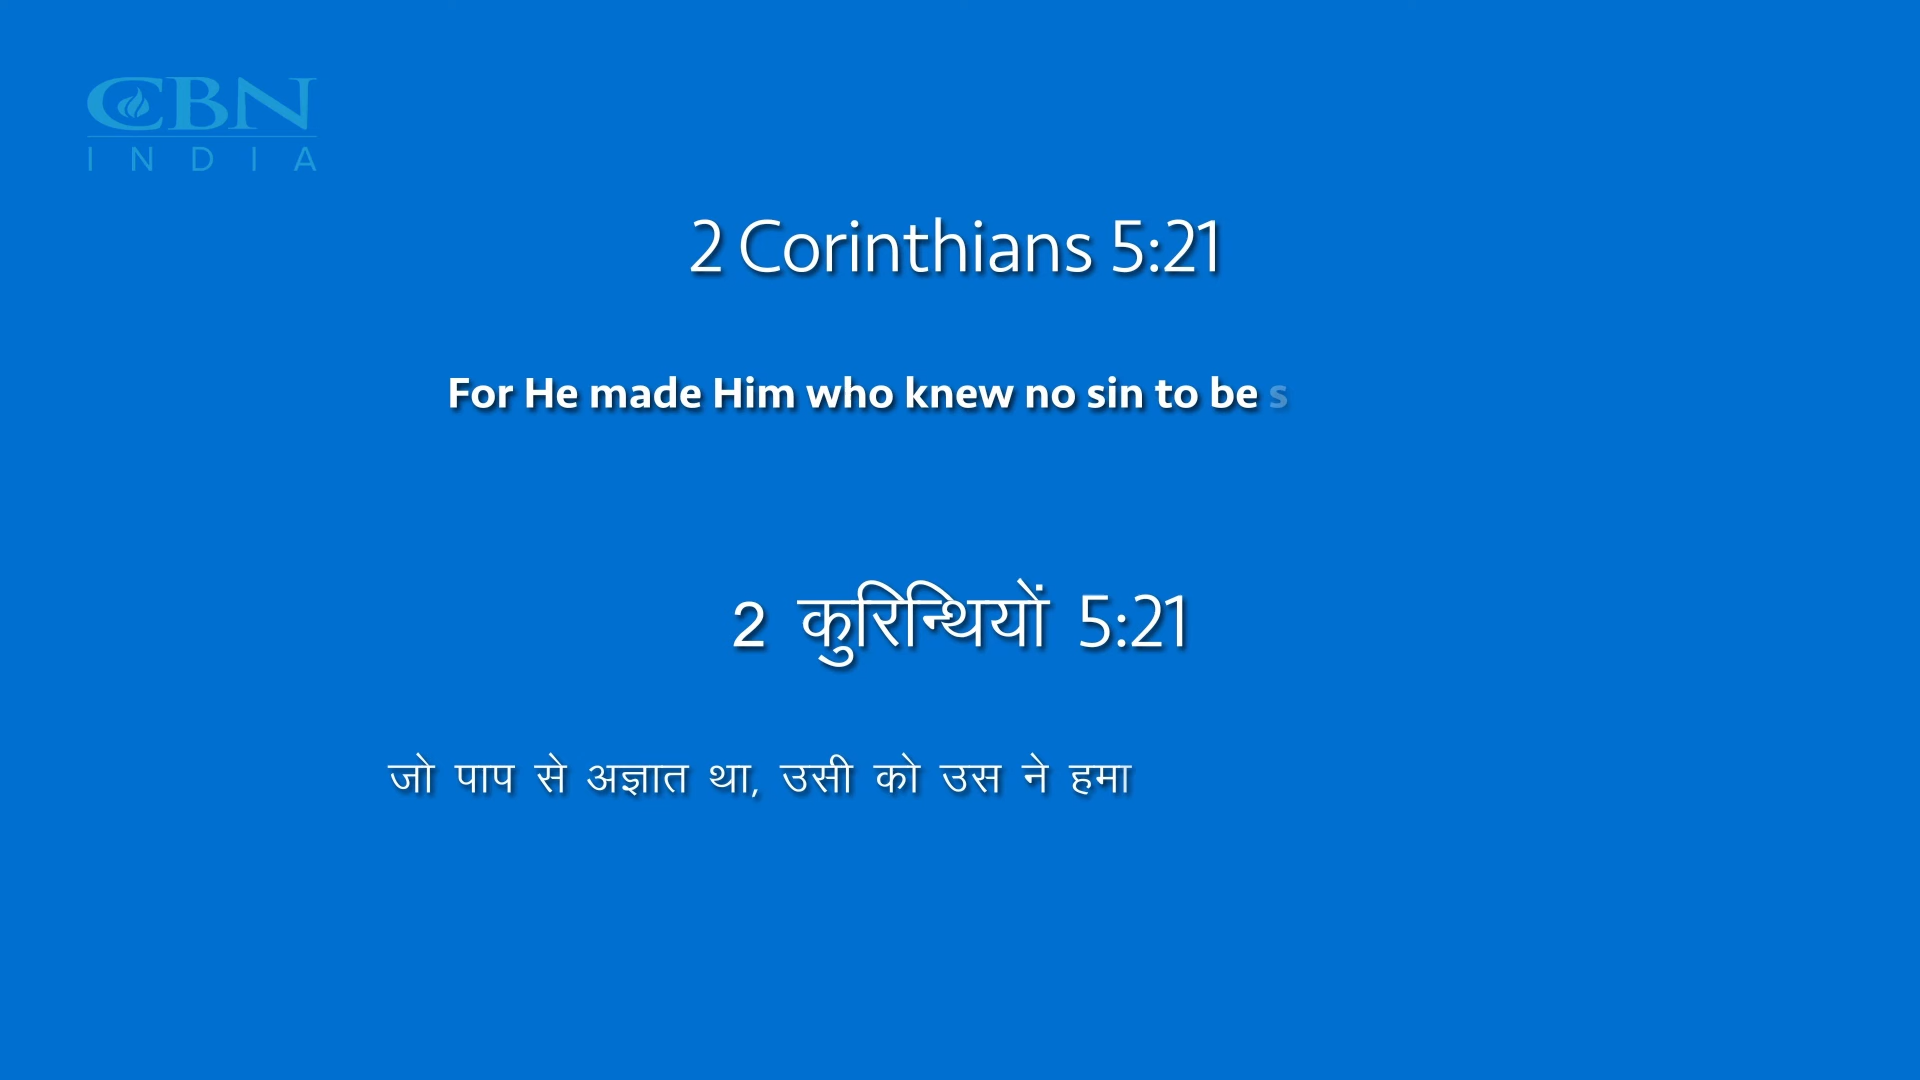 CBN
INDIA
2 Corinthians 5:21
For He made Him who knew no sin to be s
2 कुरिन्थियों 5:21
जो पाप से अज्ञात था, उसी को उस ने हमा